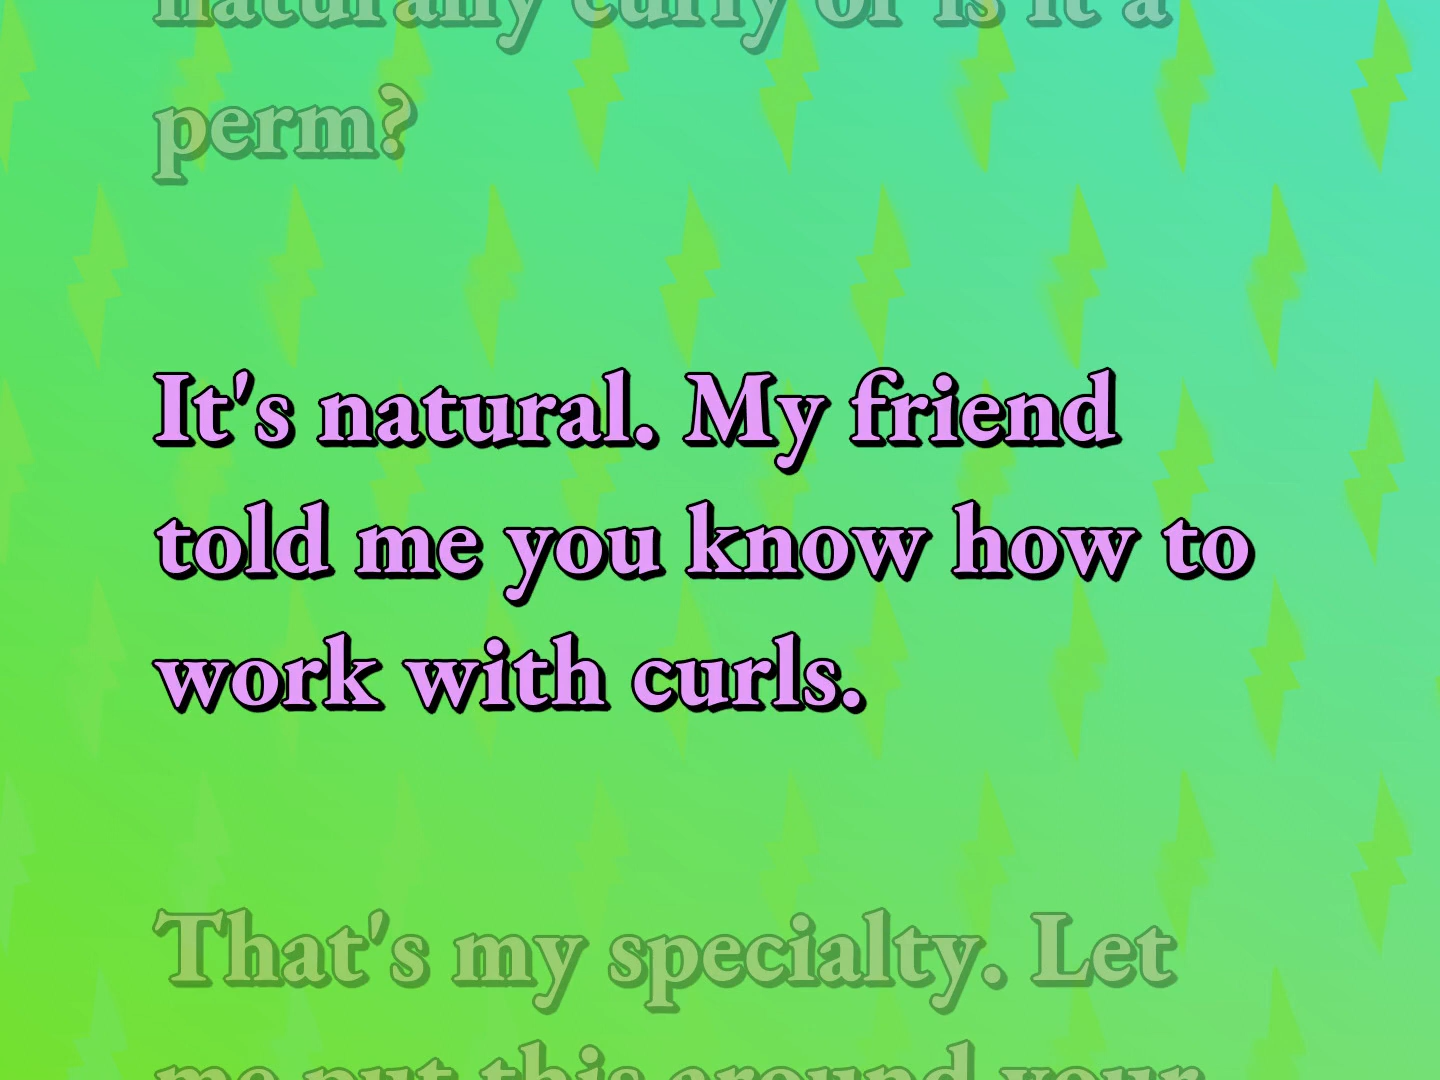 naturally curly or is it a
perm?
It's natural. My friend
told me you know how to
work with curls.
That's my specialty. Let
me put this around your